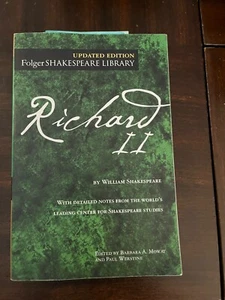 UPDATED EDITION
Folger SHAKESPEARE LIBRARY
Richard
II
BY WILLIAM SHAKESPEARE
WITH DETAILED NOTES FROM THE WORLD'S
LEADING CENTER FOR SHAKESPEARE STUDIES
EDITED BY BARBARA A. MOWAT
AND PAUL WERSTINE